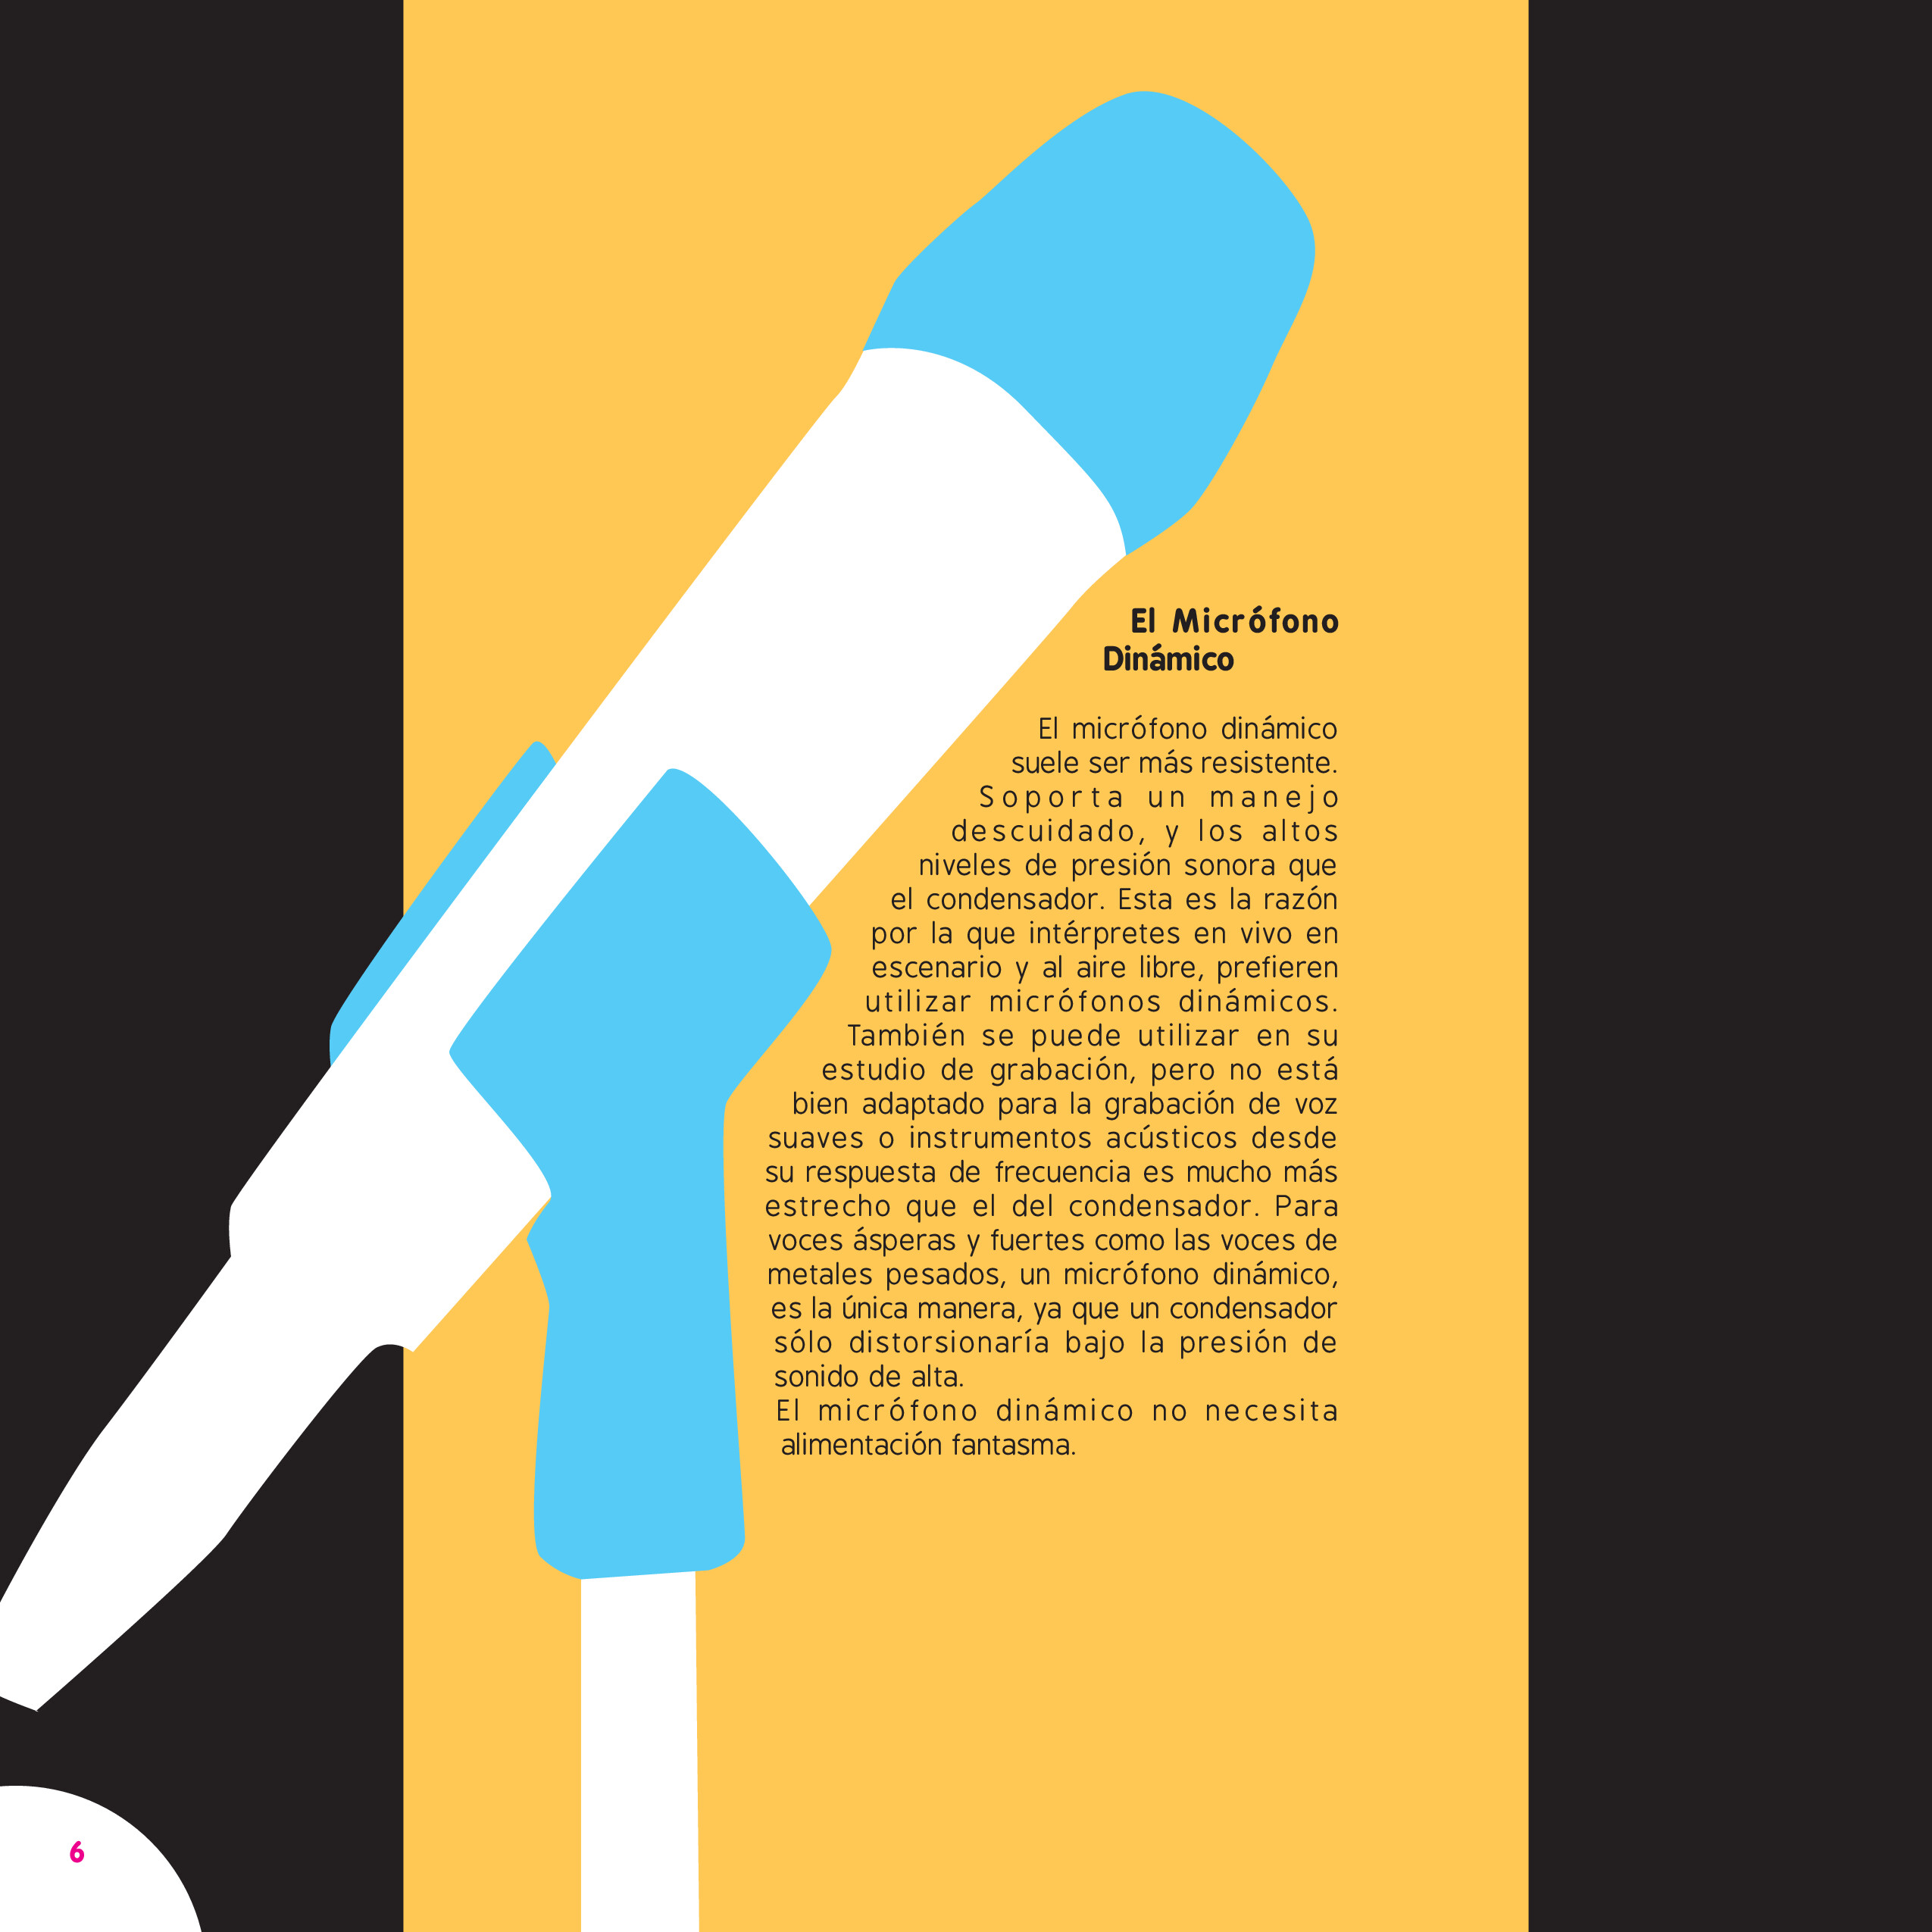 El Micrófono
Dinámico
El micrófono dinámico
suele ser más resistente.
Soporta un manejo
descuidado, y los altos
niveles de presión sonora que
el condensador. Esta es la razón
por la que intérpretes en vivo en
escenario y al aire libre, prefieren
utilizar micrófonos dinámicos.
También se puede utilizar en su
estudio de grabación, pero no está
bien adaptado para la grabación de voz
suaves o instrumentos acústicos desde
su respuesta de frecuencia es mucho más
estrecho que el del condensador. Para
voces ásperas y fuertes como las voces de
metales pesados, un micrófono dinámico,
es la única manera, ya que un condensador
sólo distorsionaría bajo la presión de
sonido de alta.
El micrófono dinámico no necesita
alimentación fantasma.
6